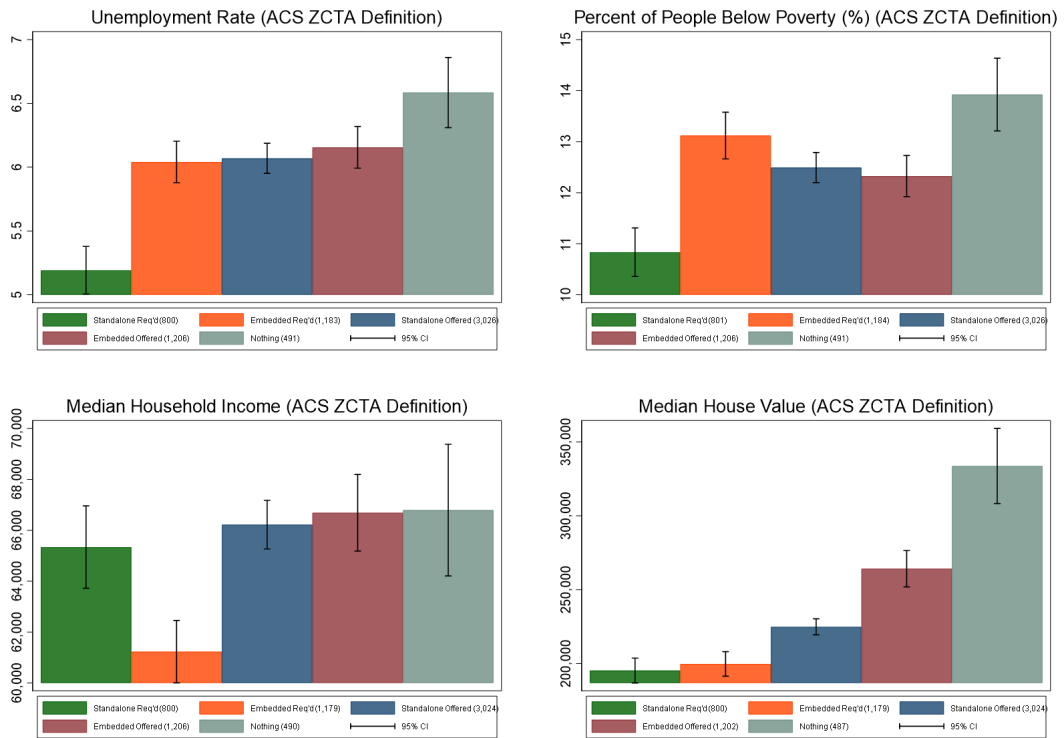 Unemployment Rate (ACS ZCTA Definition)
7
6.5
6
5.5
5
Standalone Req'd(800) Embedded Req'd(1,183) Standalone Offered(3,026)
Embedded Offered(1,206) Nothing(491) 95% CI
Percent of People Below Poverty (%) (ACS ZCTA Definition)
15
14
13
12
11
10
Standalone Req'd(801) Embedded Req'd(1,184) Standalone Offered(3,026)
Embedded Offered(1,206) Nothing(491) 95% CI
Median Household Income (ACS ZCTA Definition)
70,000
68,000
66,000
64,000
62,000
60,000
Standalone Req'd(800) Embedded Req'd(1,179) Standalone Offered(3,024)
Embedded Offered(1,206) Nothing(490) 95% CI
Median House Value (ACS ZCTA Definition)
350,000
300,000
250,000
200,000
Standalone Req'd(800) Embedded Req'd(1,179) Standalone Offered(3,024)
Embedded Offered(1,202) Nothing(487) 95% CI